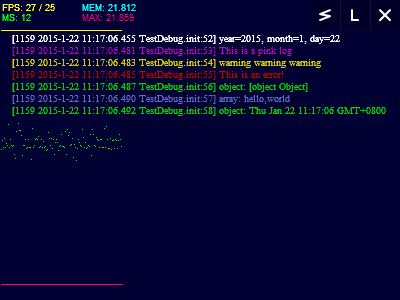 FPS: 27 / 25 MEM: 21.812
MS: 12 MAX: 21.859
L
[1159 2015-1-22 11:17:06.455 TestDebug.init:52] year=2015, month=1, day=22
[1159 2015-1-22 11:17:06.481 TestDebug.init:53] This is a pink log
[1159 2015-1-22 11:17:06.483 TestDebug.init:54] warning warning warning
[1159 2015-1-22 11:17:06.485 TestDebug.init:55] This is an error!
[1159 2015-1-22 11:17:06.487 TestDebug.init:56] object: [object Object]
[1159 2015-1-22 11:17:06.490 TestDebug.init:57] array: hello,world
[1159 2015-1-22 11:17:06.492 TestDebug.init:58] object: Thu Jan 22 11:17:06 GMT+0800